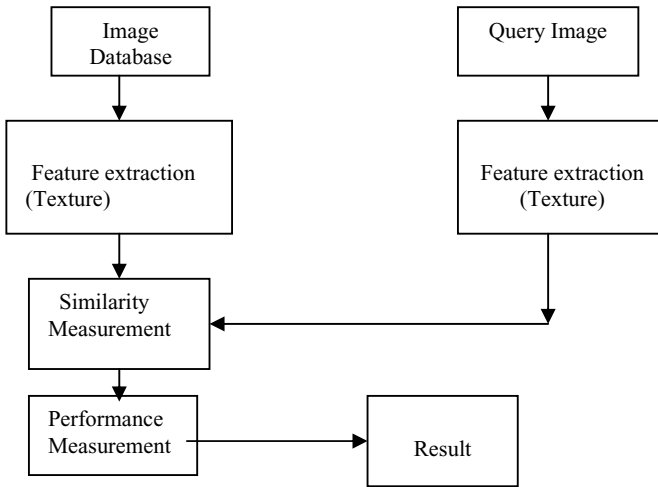 Image
Database
Query Image
Feature extraction
(Texture)
Feature extraction
(Texture)
Similarity
Measurement
Performance
Measurement
Result